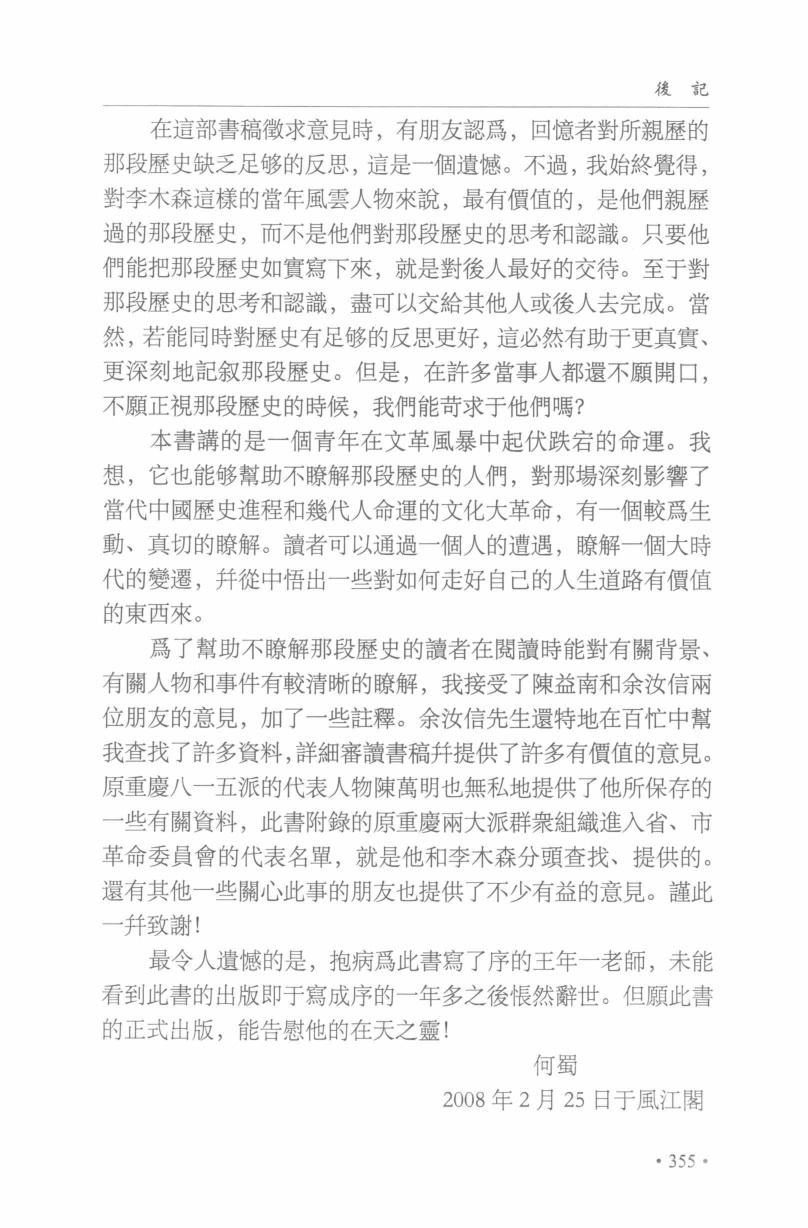 後 記
在這部書稿徵求意見時，有朋友認爲，回憶者對所親歷的
那段歷史缺乏足够的反思，這是一個遺憾。不過，我始終覺得，
對李木森這樣的當年風雲人物來說，最有價值的，是他們親歷
過的那段歷史，而不是他們對那段歷史的思考和認識。只要他
們能把那段歷史如實寫下來，就是對後人最好的交待。至于對
那段歷史的思考和認識，盡可以交給其他人或後人去完成。當
然，若能同時對歷史有足够的反思更好，這必然有助于更真實、
更深刻地記叙那段歷史。但是，在許多當事人都還不願開口，
不願正視那段歷史的時候，我們能苛求于他們嗎？
本書講的是一個青年在文革風暴中起伏跌宕的命運。我
想，它也能够幫助不瞭解那段歷史的人們，對那場深刻影響了
當代中國歷史進程和幾代人命運的文化大革命，有一個較爲生
動、真切的瞭解。讀者可以通過一個人的遭遇，瞭解一個大時
代的變遷，幷從中悟出一些對如何走好自己的人生道路有價值
的東西來。
爲了幫助不瞭解那段歷史的讀者在閱讀時能對有關背景、
有關人物和事件有較清晰的瞭解，我接受了陳益南和余汝信兩
位朋友的意見，加了一些註釋。余汝信先生還特地在百忙中幫
我查找了許多資料，詳細審讀書稿幷提供了許多有價值的意見。
原重慶八一五派的代表人物陳萬明也無私地提供了他所保存的
一些有關資料，此書附錄的原重慶兩大派群衆組織進入省、市
革命委員會的代表名單，就是他和李木森分頭查找、提供的。
還有其他一些關心此事的朋友也提供了不少有益的意見。謹此
一幷致謝！
最令人遺憾的是，抱病爲此書寫了序的王年一老師，未能
看到此書的出版即于寫成序的一年多之後悵然辭世。但願此書
的正式出版，能告慰他的在天之靈！
何蜀
2008 年 2 月 25 日于風江閣
• 355 •